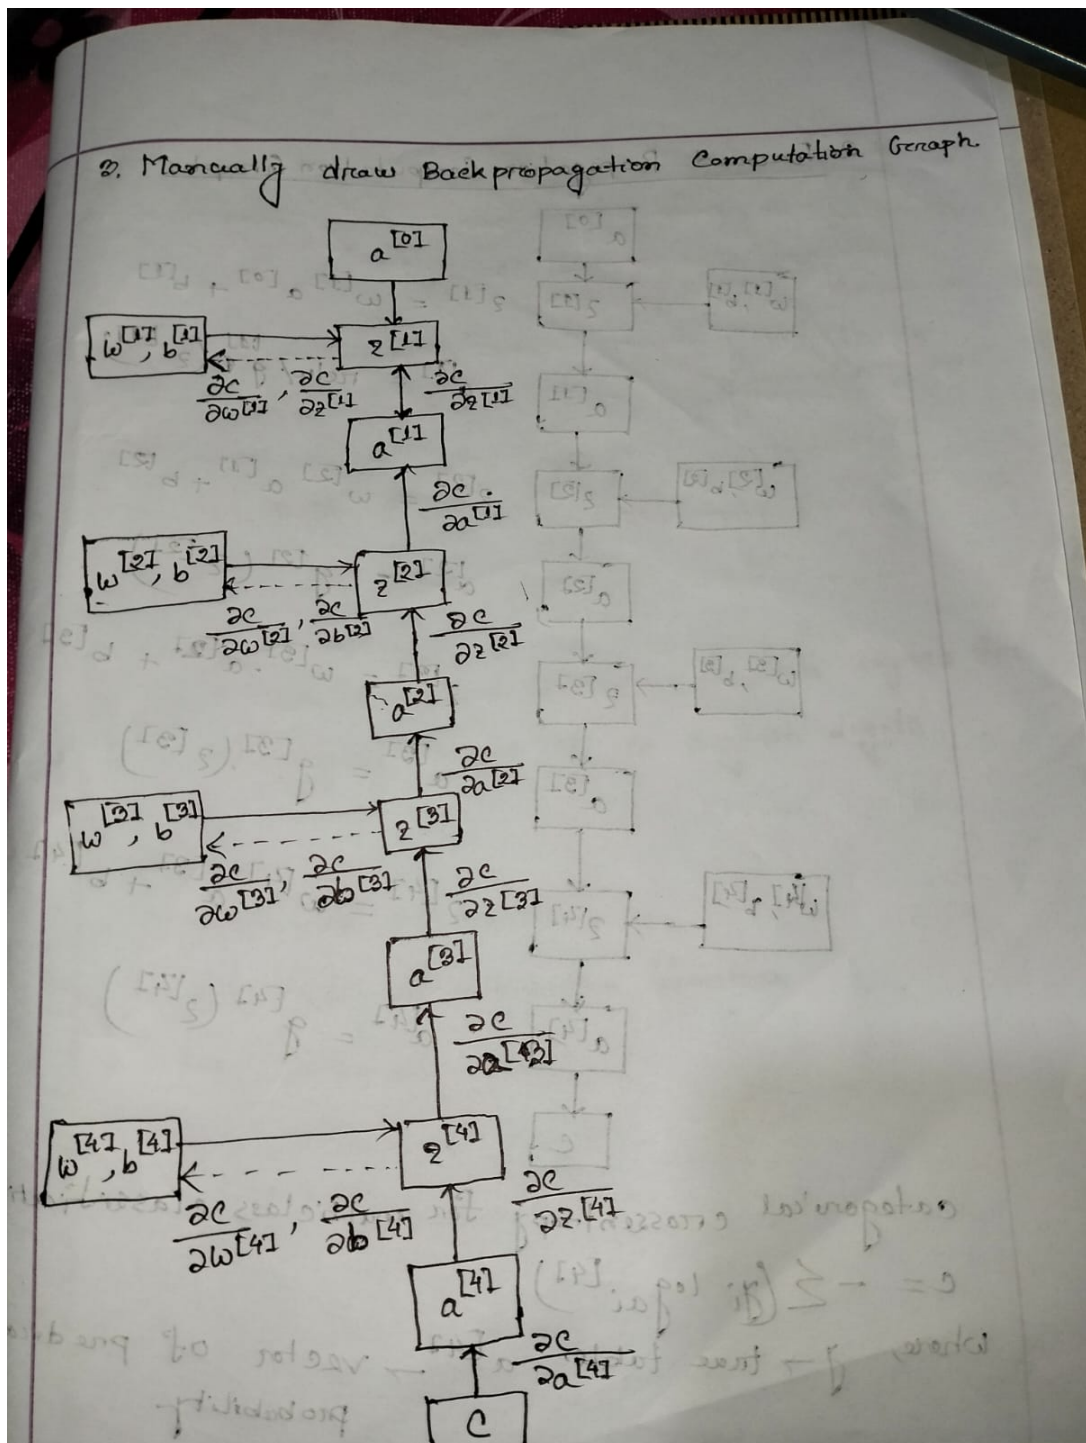 3. Manually draw Backpropagation Computation Graph.
a[0]
w[1], b[1]
z[1]
∂c/∂w[1], ∂c/∂z[1]
∂c/∂z[1]
a[1]
∂c/∂a[1]
w[2], b[2]
z[2]
∂c/∂w[2], ∂c/∂b[2]
∂c/∂z[2]
a[2]
∂c/∂a[2]
w[3], b[3]
z[3]
∂c/∂w[3], ∂c/∂b[3]
∂c/∂z[3]
a[3]
∂c/∂a[3]
w[4], b[4]
z[4]
∂c/∂w[4], ∂c/∂b[4]
∂c/∂z[4]
a[4]
∂c/∂a[4]
C